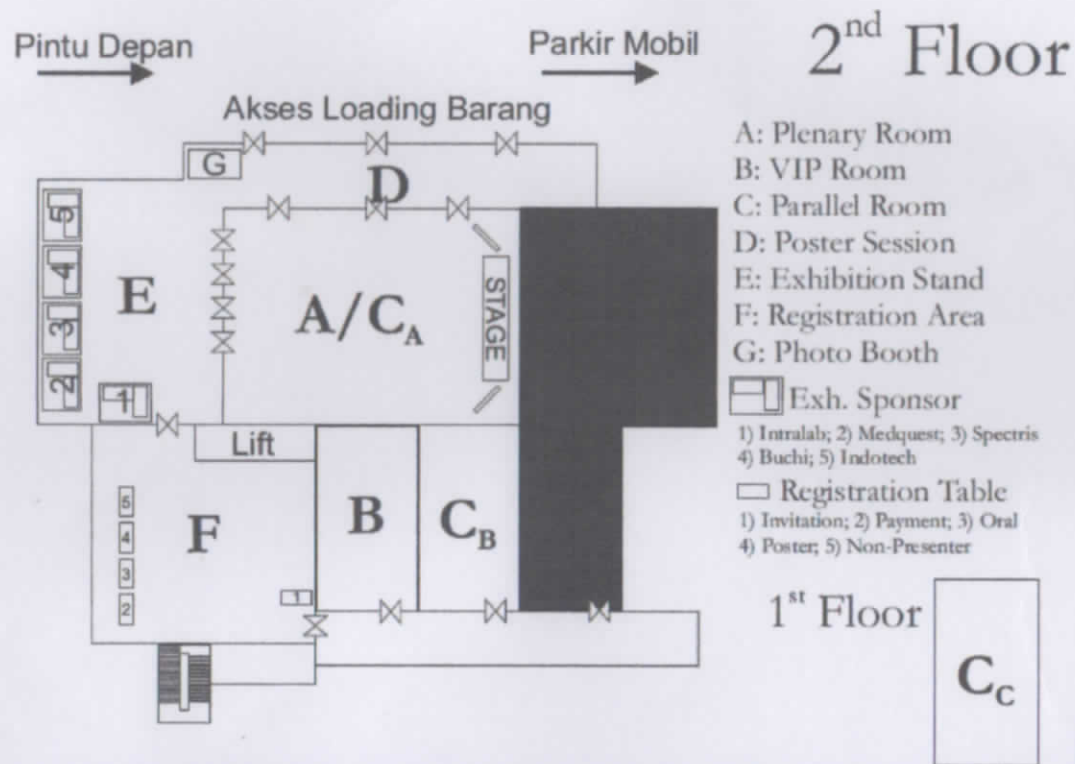 Pintu Depan
Parkir Mobil
2nd Floor
Akses Loading Barang
A: Plenary Room
B: VIP Room
C: Parallel Room
D: Poster Session
E: Exhibition Stand
F: Registration Area
G: Photo Booth
Exh. Sponsor
1) Intralab; 2) Medquest; 3) Spectris
4) Buchi; 5) Indotech
Registration Table
1) Invitation; 2) Payment; 3) Oral
4) Poster; 5) Non-Presenter
1st Floor
CC
G
D
5
4
3
2
1
E
A/CA
STAGE
Lift
F
B
CB
5
4
3
2
1